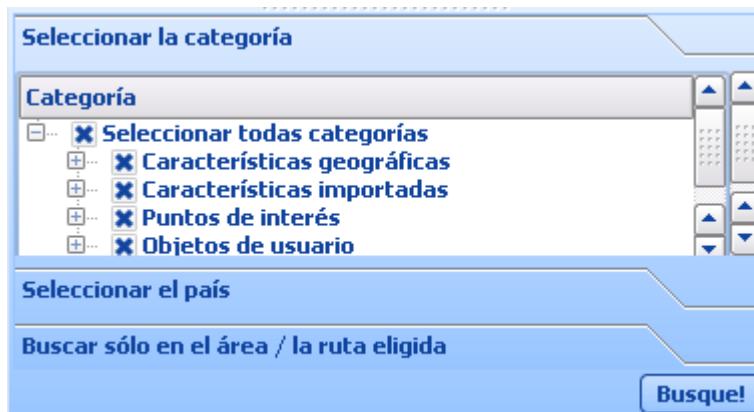 Seleccionar la categoría
Categoría
Seleccionar todas categorías
Características geográficas
Características importadas
Puntos de interés
Objetos de usuario
Seleccionar el país
Buscar sólo en el área / la ruta eligida
Busque!